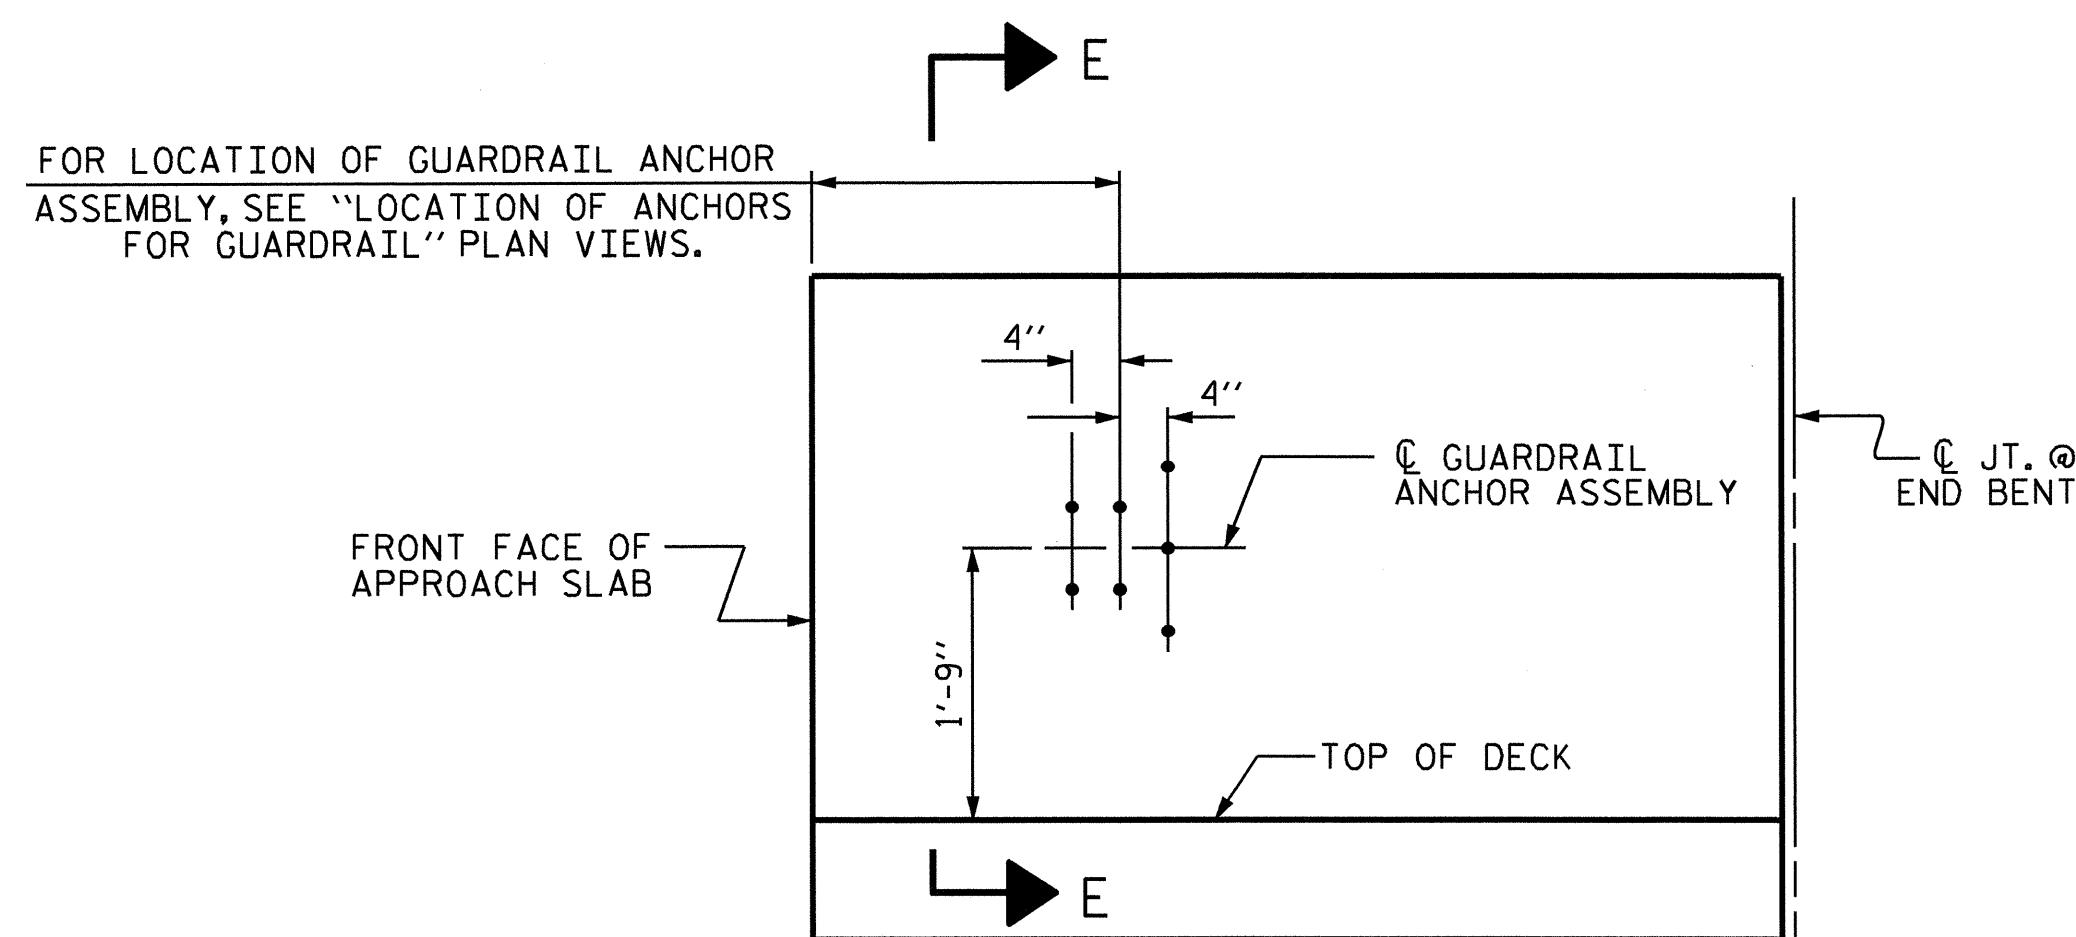 E
FOR LOCATION OF GUARDRAIL ANCHOR
ASSEMBLY, SEE "LOCATION OF ANCHORS
FOR GUARDRAIL" PLAN VIEWS.
4"
4"
℄ GUARDRAIL
ANCHOR ASSEMBLY
℄ JT. @
END BENT
FRONT FACE OF
APPROACH SLAB
1'-9"
TOP OF DECK
E